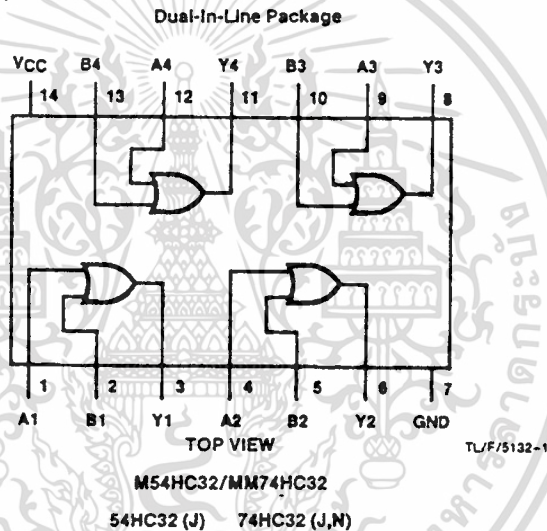 Dual-In-Line Package
VCC B4 A4 Y4 B3 A3 Y3
14 13 12 11 10 9 8
1 2 3 4 5 6 7
A1 B1 Y1 A2 B2 Y2 GND
TOP VIEW
TL/F/5132-1
M54HC32/MM74HC32
54HC32 (J) 74HC32 (J,N)